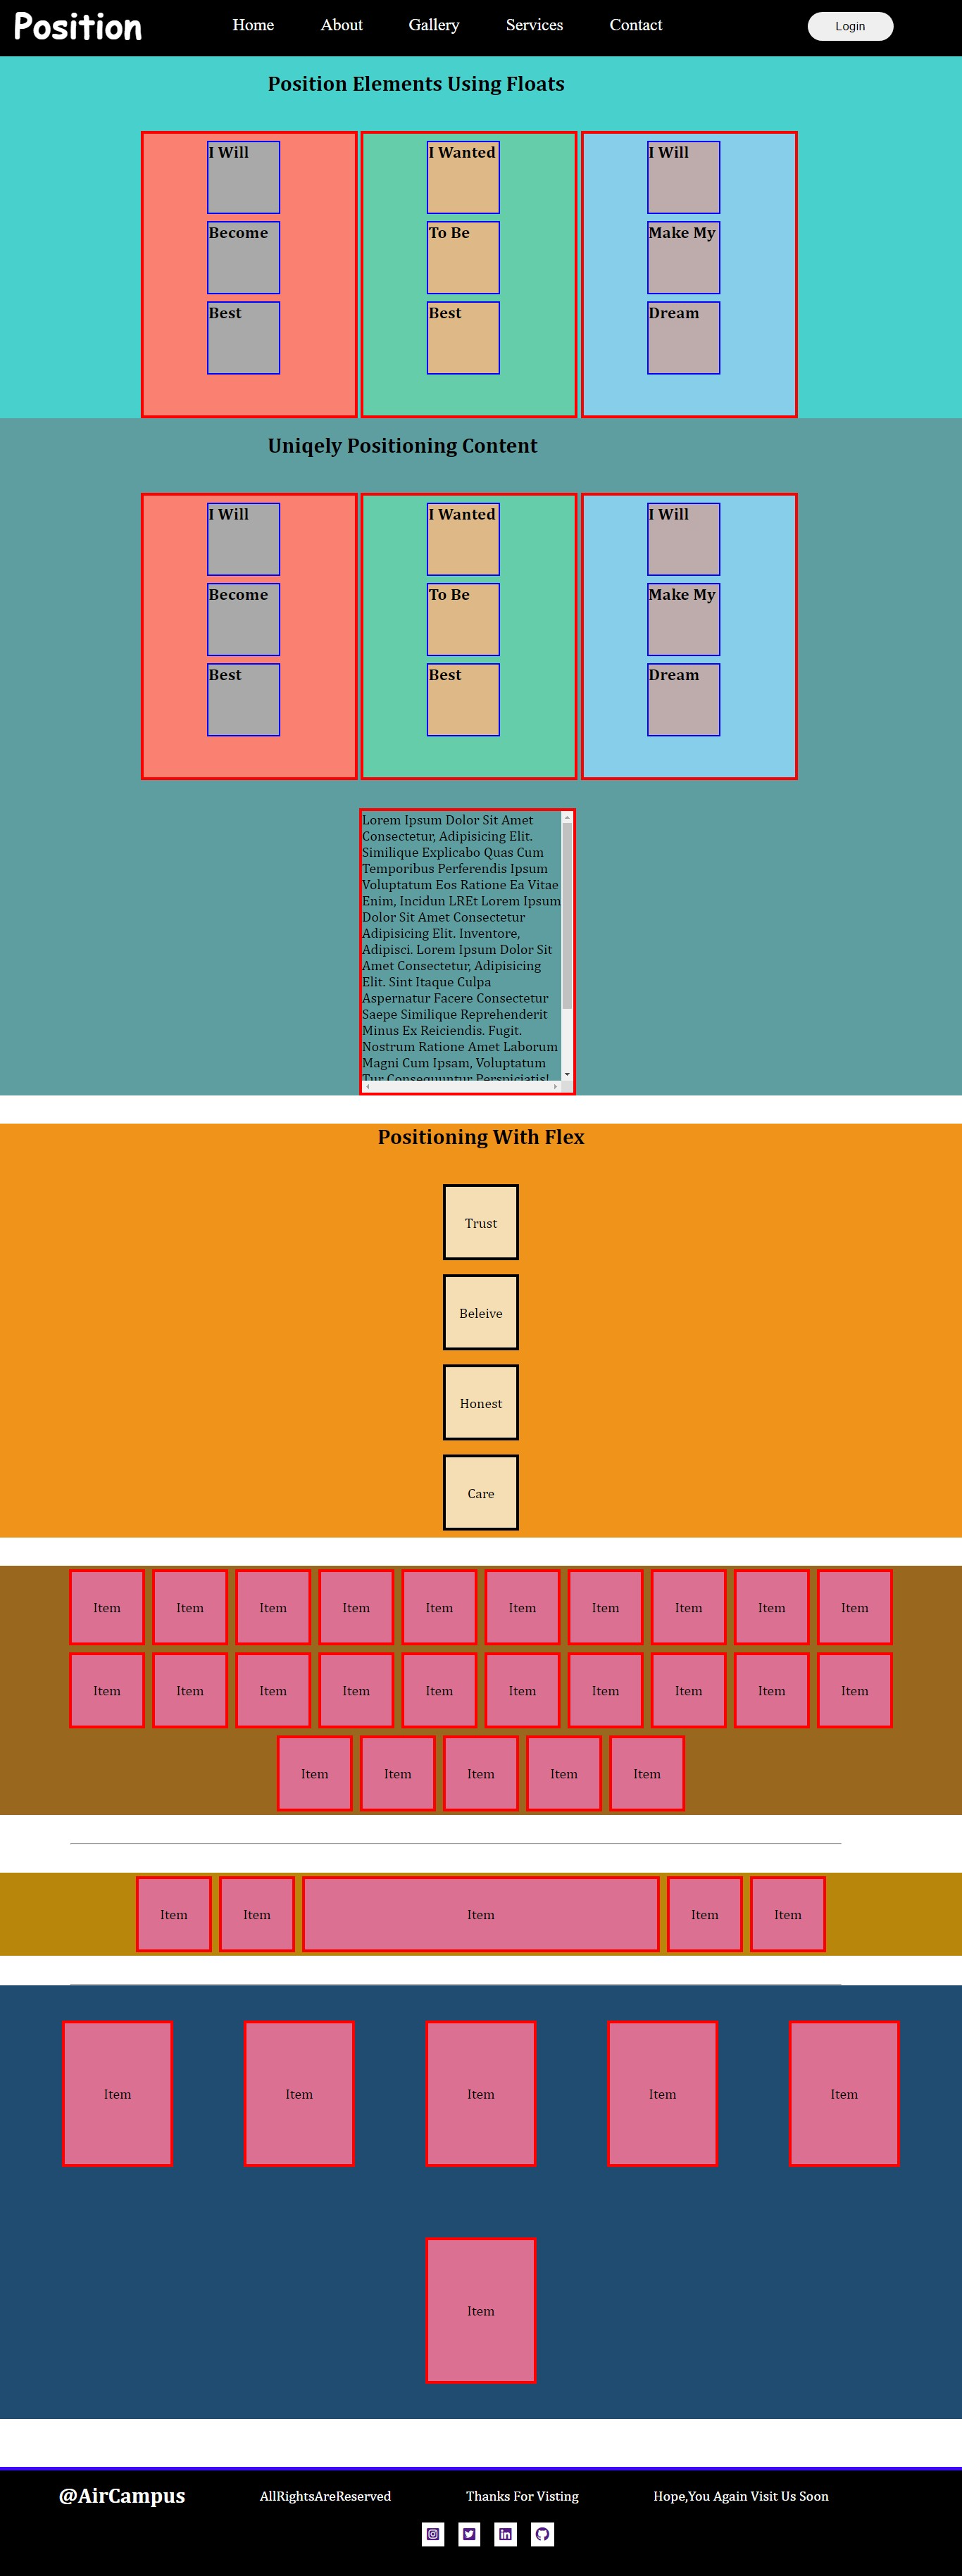 Position
Home About Gallery Services Contact Login
Position Elements Using Floats
I Will I Wanted I Will
Become To Be Make My
Best Best Dream
Uniqely Positioning Content
I Will I Wanted I Will
Become To Be Make My
Best Best Dream
Lorem Ipsum Dolor Sit Amet
Consectetur, Adipisicing Elit.
Similique Explicabo Quas Cum
Temporibus Perferendis Ipsum
Voluptatum Eos Ratione Ea Vitae
Enim, Incidun LREt Lorem Ipsum
Dolor Sit Amet Consectetur
Adipisicing Elit. Inventore,
Adipisci. Lorem Ipsum Dolor Sit
Amet Consectetur, Adipisicing
Elit. Sint Itaque Culpa
Aspernatur Facere Consectetur
Saepe Similique Reprehenderit
Minus Ex Reiciendis. Fugit.
Nostrum Ratione Amet Laborum
Magni Cum Ipsam, Voluptatum
Tur Consequuntur Perspiciatis!
Positioning With Flex
Trust
Beleive
Honest
Care
Item Item Item Item Item Item Item Item Item Item
Item Item Item Item Item Item Item Item Item Item
Item Item Item Item Item
Item Item Item Item Item
Item Item Item Item Item
Item
@AirCampus AllRightsAreReserved Thanks For Visting Hope,You Again Visit Us Soon